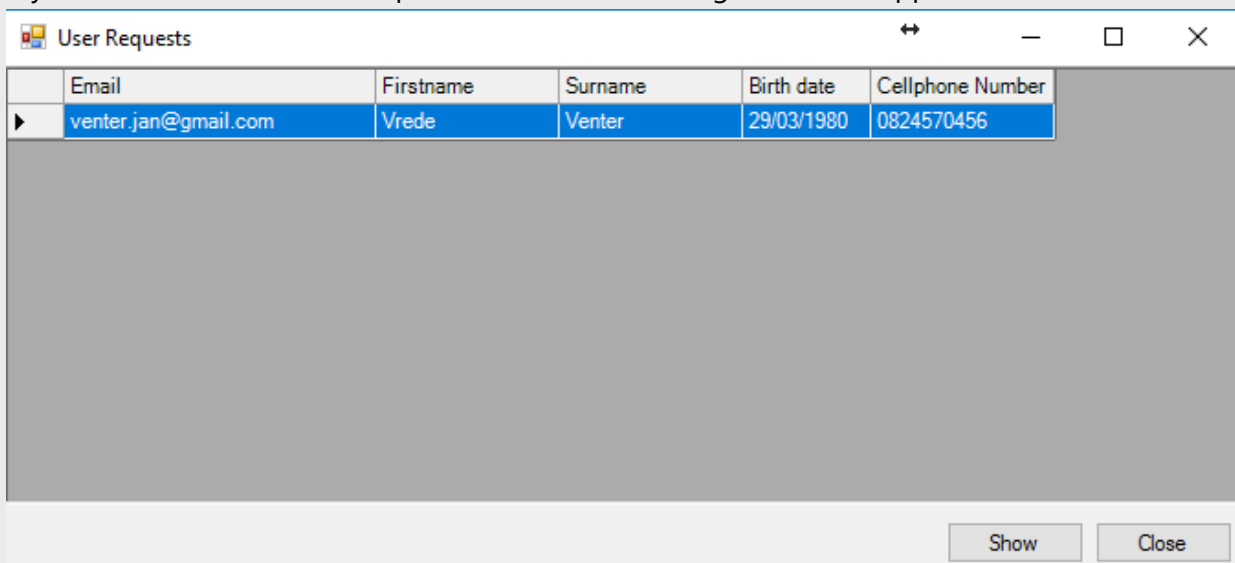 User Requests
Email Firstname Surname Birth date Cellphone Number
venter.jan@gmail.com Vrede Venter 29/03/1980 0824570456
Show Close